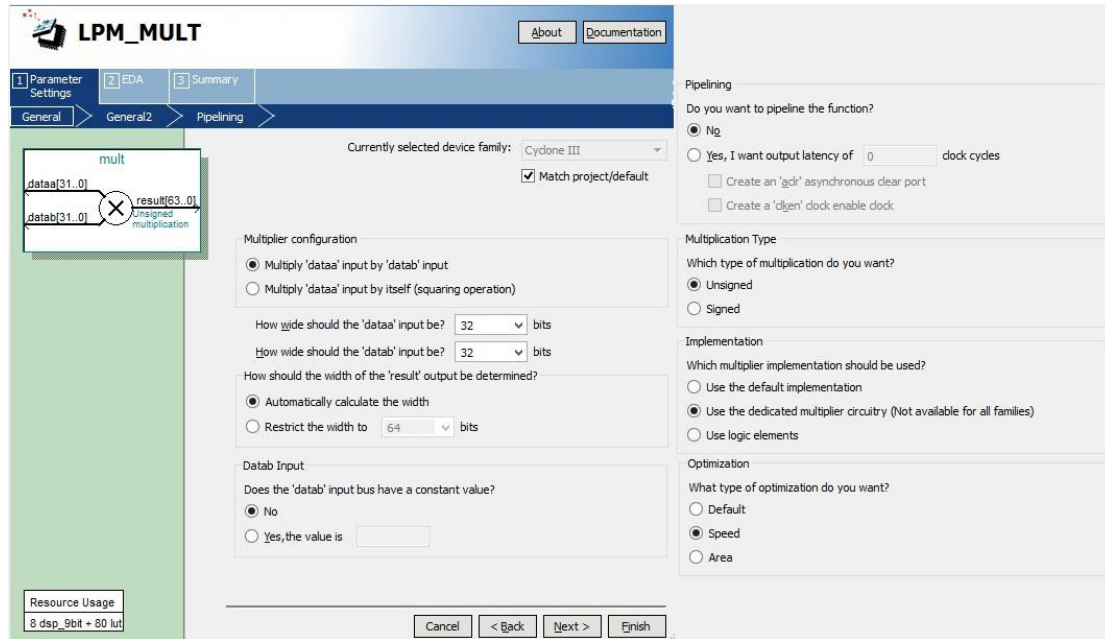 LPM_MULT
About
Documentation
1 Parameter Settings
2 EDA
3 Summary
General
General2
Pipelining
mult
dataa[31..0]
datab[31..0]
result[63..0]
Unsigned
multiplication
Currently selected device family:
Cyclone III
Match project/default
Multiplier configuration
Multiply 'dataa' input by 'datab' input
Multiply 'dataa' input by itself (squaring operation)
How wide should the 'dataa' input be? 32 bits
How wide should the 'datab' input be? 32 bits
How should the width of the 'result' output be determined?
Automatically calculate the width
Restrict the width to 64 bits
Datab Input
Does the 'datab' input bus have a constant value?
No
Yes,the value is
Resource Usage
8 dsp_9bit + 80 lut
Cancel
< Back
Next >
Finish
Pipelining
Do you want to pipeline the function?
No
Yes, I want output latency of 0 clock cycles
Create an 'aclr' asynchronous clear port
Create a 'clken' clock enable clock
Multiplication Type
Which type of multiplication do you want?
Unsigned
Signed
Implementation
Which multiplier implementation should be used?
Use the default implementation
Use the dedicated multiplier circuitry (Not available for all families)
Use logic elements
Optimization
What type of optimization do you want?
Default
Speed
Area